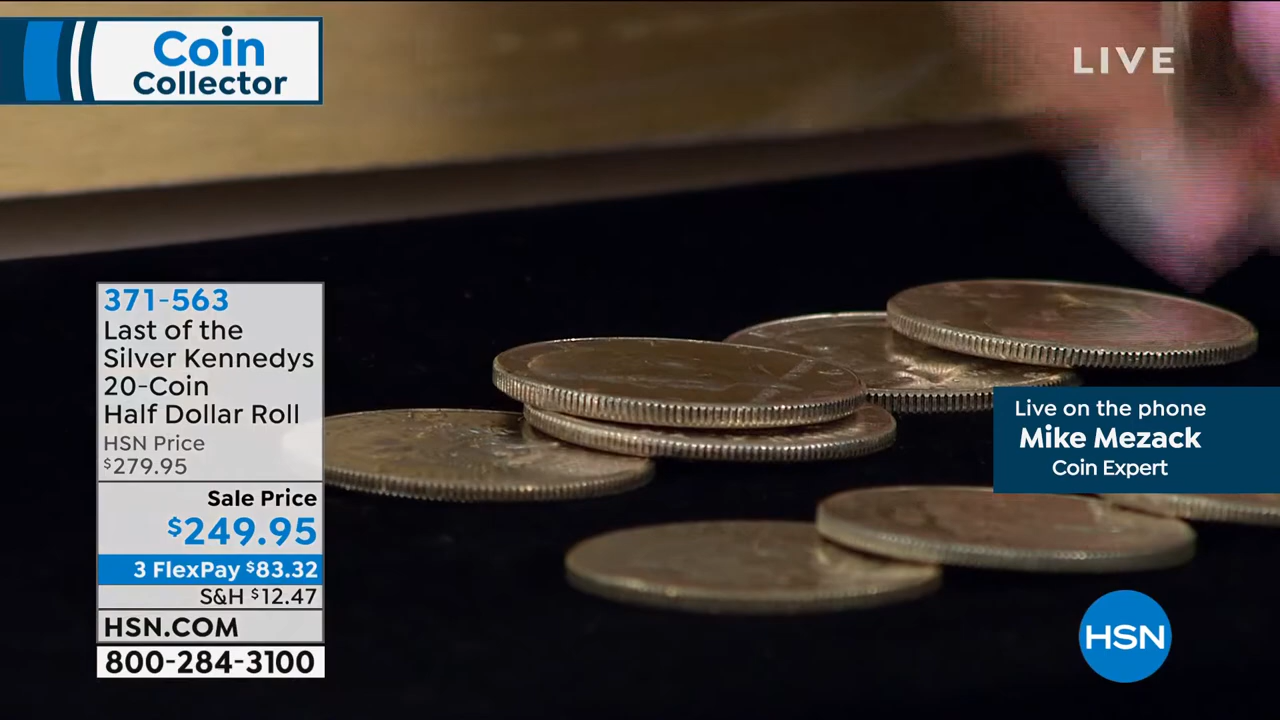 Coin
Collector
LIVE
371-563
Last of the
Silver Kennedys
20-Coin
Half Dollar Roll
HSN Price
$279.95
Sale Price
$249.95
3 FlexPay $83.32
S&H $12.47
HSN.COM
800-284-3100
Live on the phone
Mike Mezack
Coin Expert
HSN